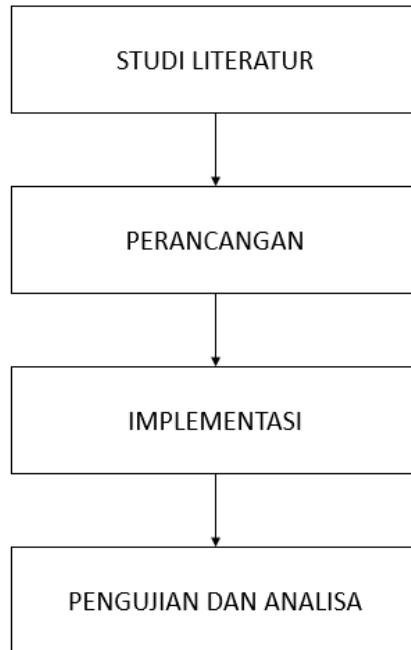 STUDI LITERATUR
PERANCANGAN
IMPLEMENTASI
PENGUJIAN DAN ANALISA